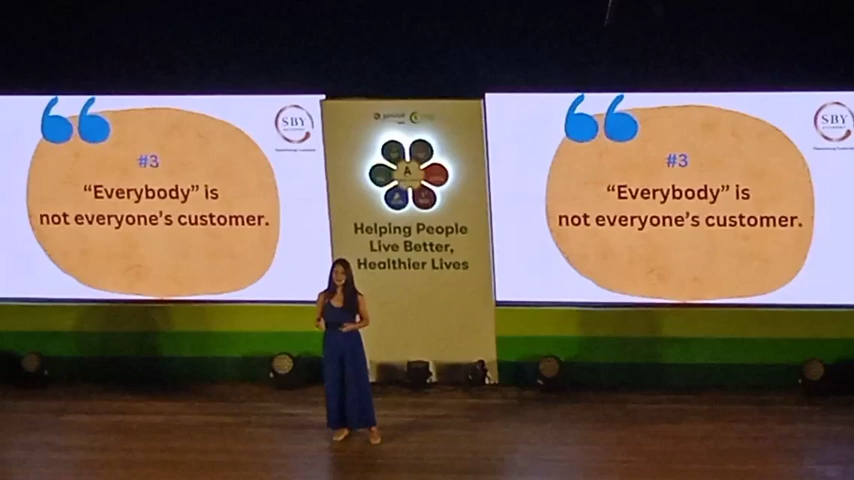 #3
“Everybody” is
not everyone’s customer.
SBY
A
Helping People
Live Better,
Healthier Lives
#3
“Everybody” is
not everyone’s customer.
SBY